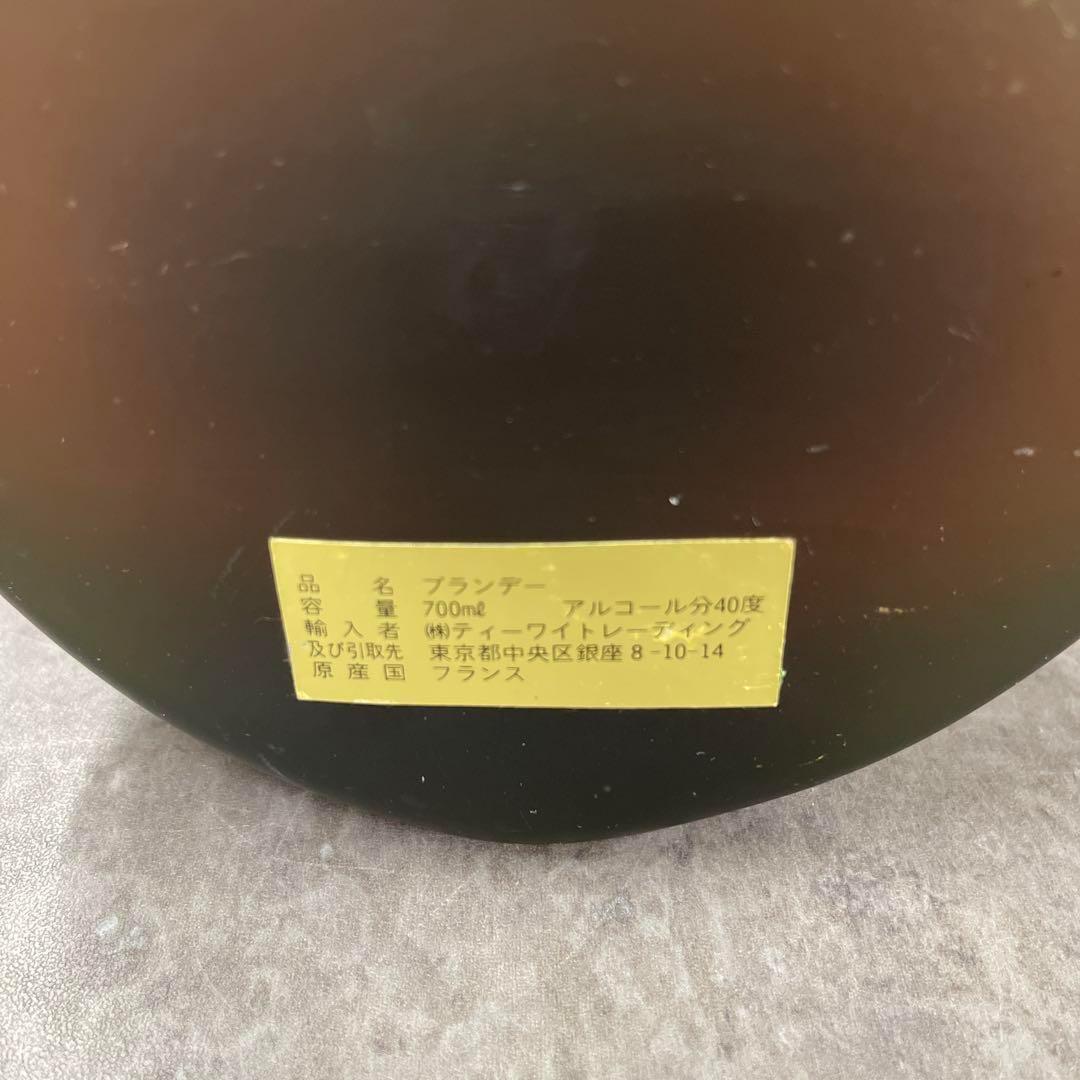 品名 ブランデー
容量 700㎖ アルコール分40度
輸入者 ㈱ティーワイトレーディング
及び引取先 東京都中央区銀座8-10-14
原産国 フランス